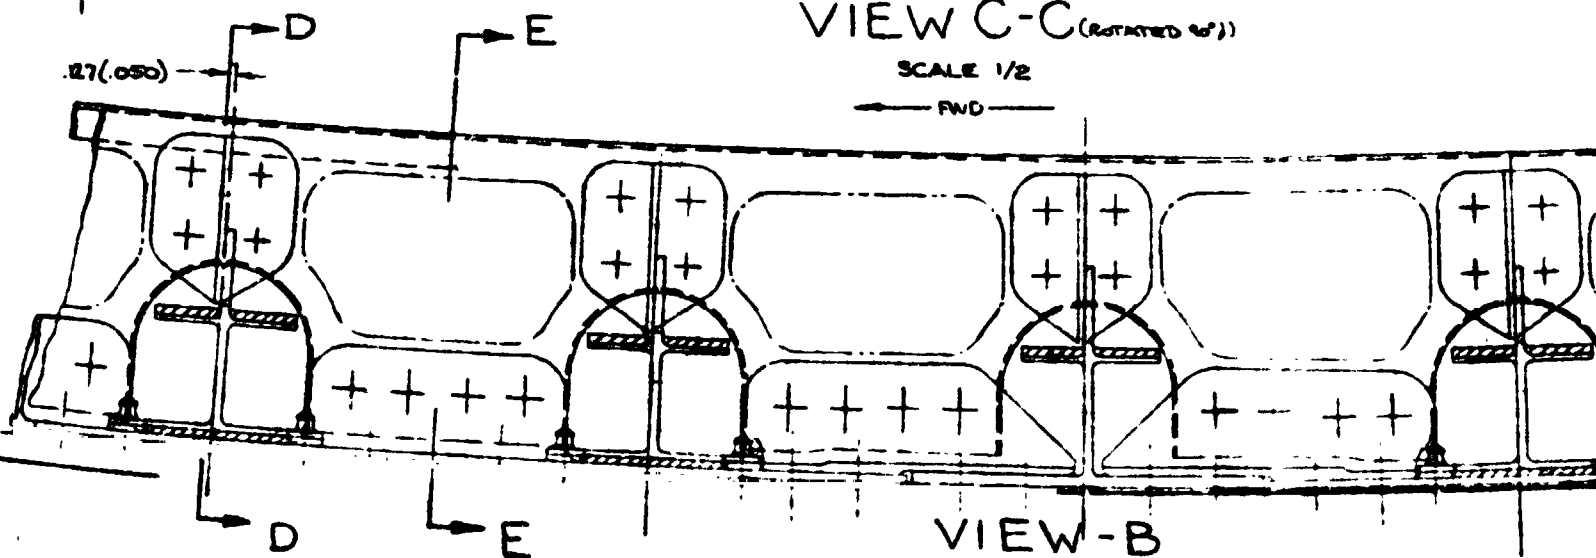 VIEW C-C (ROTATED 90°)
D
E
.127(.050)
SCALE 1/2
FWD
D
E
VIEW-B